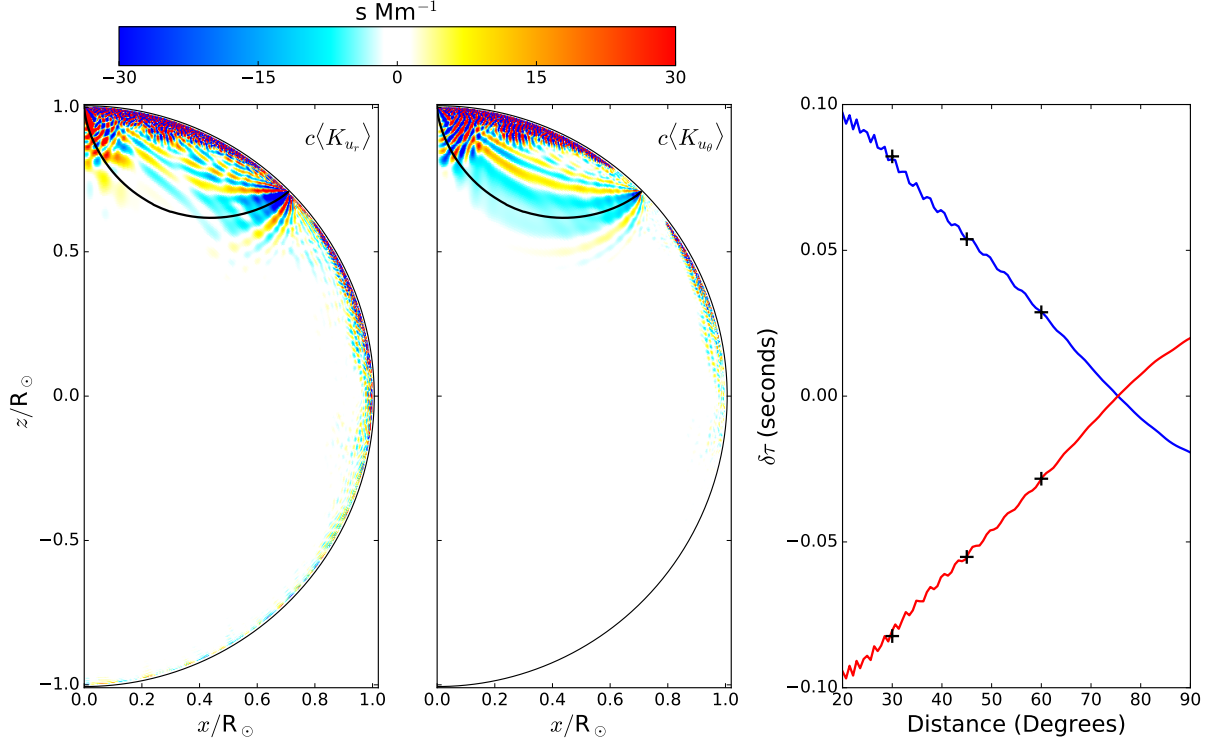 s Mm⁻¹
−30 −15 0 15 30
c⟨K_{u_r}⟩
1.0
0.5
0.0
−0.5
−1.0
z/R⊙
0.0 0.2 0.4 0.6 0.8 1.0
x/R⊙
c⟨K_{u_θ}⟩
0.0 0.2 0.4 0.6 0.8 1.0
x/R⊙
0.10
0.05
0.00
−0.05
−0.10
δτ (seconds)
20 30 40 50 60 70 80 90
Distance (Degrees)